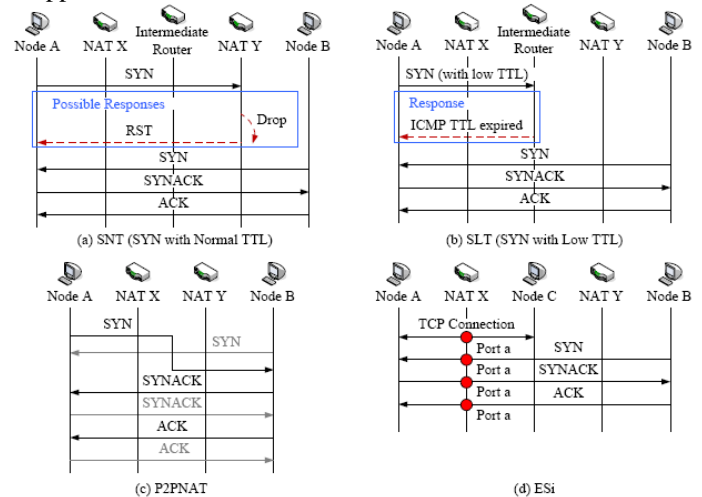 Intermediate
Node A NAT X Router NAT Y Node B
SYN
Possible Responses
Drop
RST
SYN
SYNACK
ACK
(a) SNT (SYN with Normal TTL)
Intermediate
Node A NAT X Router NAT Y Node B
SYN (with low TTL)
Response
ICMP TTL expired
SYN
SYNACK
ACK
(b) SLT (SYN with Low TTL)
Node A NAT X NAT Y Node B
SYN
SYN
SYNACK
SYNACK
ACK
ACK
(c) P2PNAT
Node A NAT X Node C NAT Y Node B
TCP Connection
Port a SYN
Port a SYNACK
Port a ACK
Port a
(d) ESi